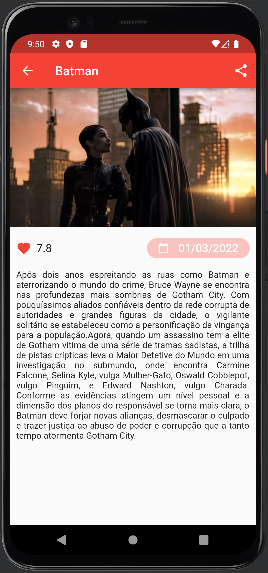 9:50
Batman
7.8
01/03/2022
Após dois anos espreitando as ruas como Batman e
aterrorizando o mundo do crime, Bruce Wayne se encontra
nas profundezas mais sombrias de Gotham City. Com
pouquíssimos aliados confiáveis dentro da rede corrupta de
autoridades e grandes figuras da cidade, o vigilante
solitário se estabeleceu como a personificação da vingança
para a população.Agora, quando um assassino tem a elite
de Gotham vítima de uma série de tramas sádicas, a trilha
de pistas crípticas leva o Maior Detetive do Mundo em uma
investigação no submundo, onde encontra Carmine
Falcone, Selina Kyle, vulga Mulher-Gato, Oswald Cobblepot,
vulgo Pinguim, e Edward Nashton, vulgo Charada.
Conforme as evidências atingem um nível pessoal e a
dimensão dos planos do responsável se torna mais clara, o
Batman deve forjar novas alianças, desmascarar o culpado
e trazer justiça ao abuso de poder e corrupção que a tanto
tempo atormenta Gotham City.